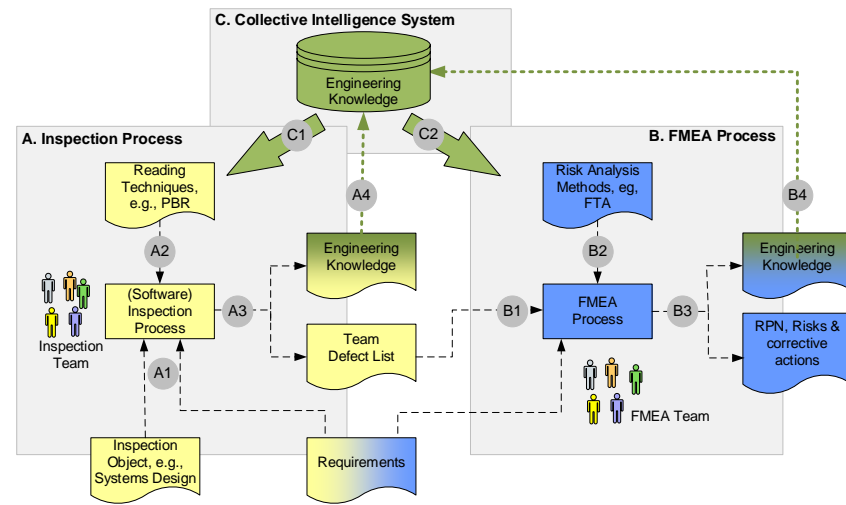 C. Collective Intelligence System
Engineering
Knowledge
C1
C2
A. Inspection Process
B. FMEA Process
Reading
Techniques,
e.g., PBR
A4
Risk Analysis
Methods, eg,
FTA
B4
A2
B2
Engineering
Knowledge
Engineering
Knowledge
(Software)
Inspection
Process
A3
B1
FMEA
Process
B3
Inspection
Team
Team
Defect List
RPN, Risks &
corrective
actions
A1
FMEA Team
Inspection
Object, e.g.,
Systems Design
Requirements